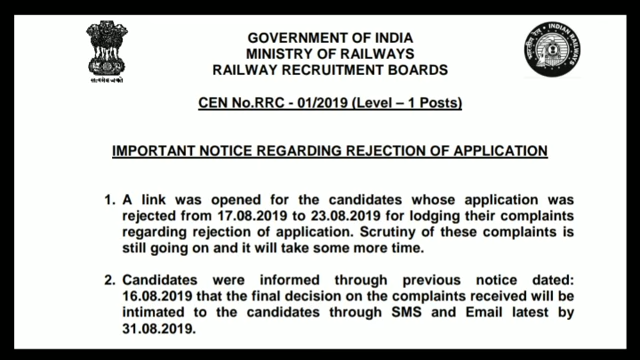 GOVERNMENT OF INDIA
MINISTRY OF RAILWAYS
RAILWAY RECRUITMENT BOARDS
सत्यमेव जयते
INDIAN RAILWAYS
CEN No.RRC - 01/2019 (Level – 1 Posts)
IMPORTANT NOTICE REGARDING REJECTION OF APPLICATION
1. A link was opened for the candidates whose application was
rejected from 17.08.2019 to 23.08.2019 for lodging their complaints
regarding rejection of application. Scrutiny of these complaints is
still going on and it will take some more time.
2. Candidates were informed through previous notice dated:
16.08.2019 that the final decision on the complaints received will be
intimated to the candidates through SMS and Email latest by
31.08.2019.